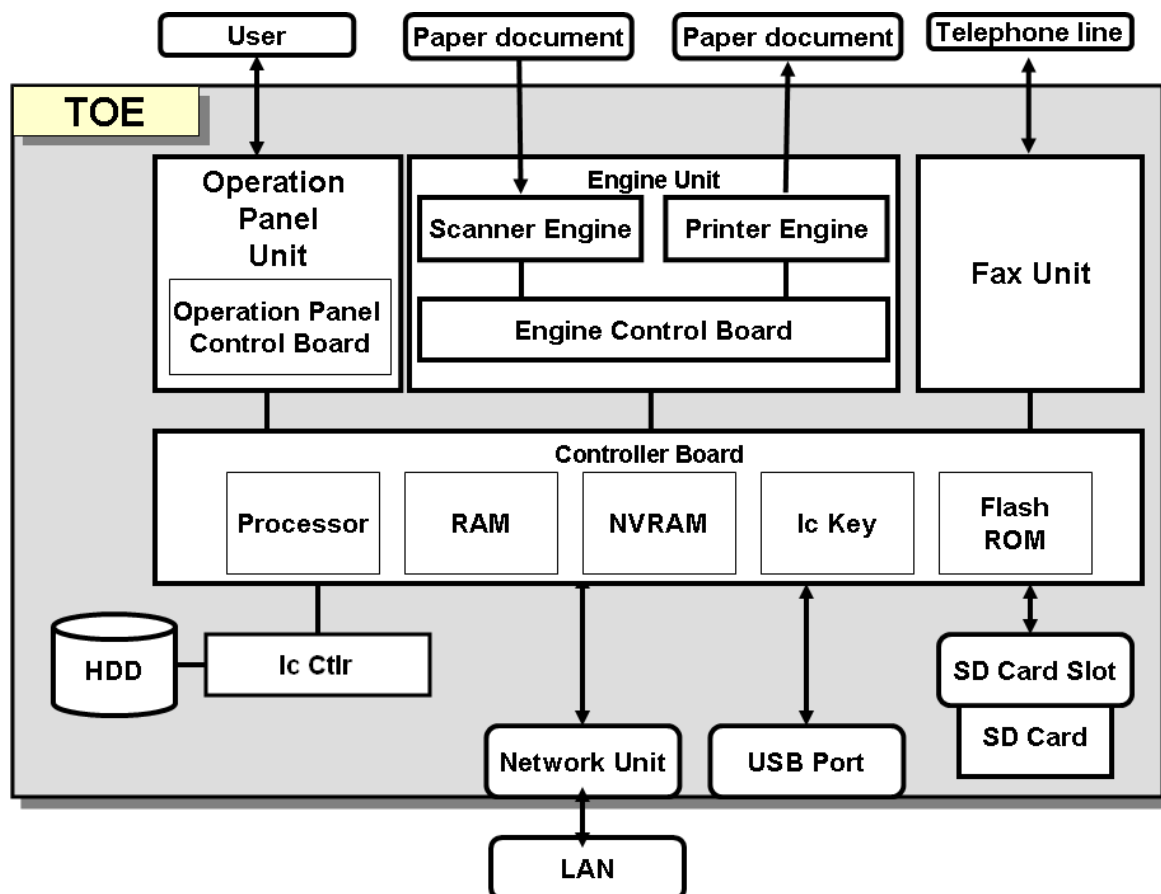 User
Paper document
Paper document
Telephone line
TOE
Operation
Panel
Unit
Operation Panel
Control Board
Engine Unit
Scanner Engine
Printer Engine
Engine Control Board
Fax Unit
Controller Board
Processor
RAM
NVRAM
Ic Key
Flash
ROM
HDD
Ic Ctlr
SD Card Slot
SD Card
Network Unit
USB Port
LAN